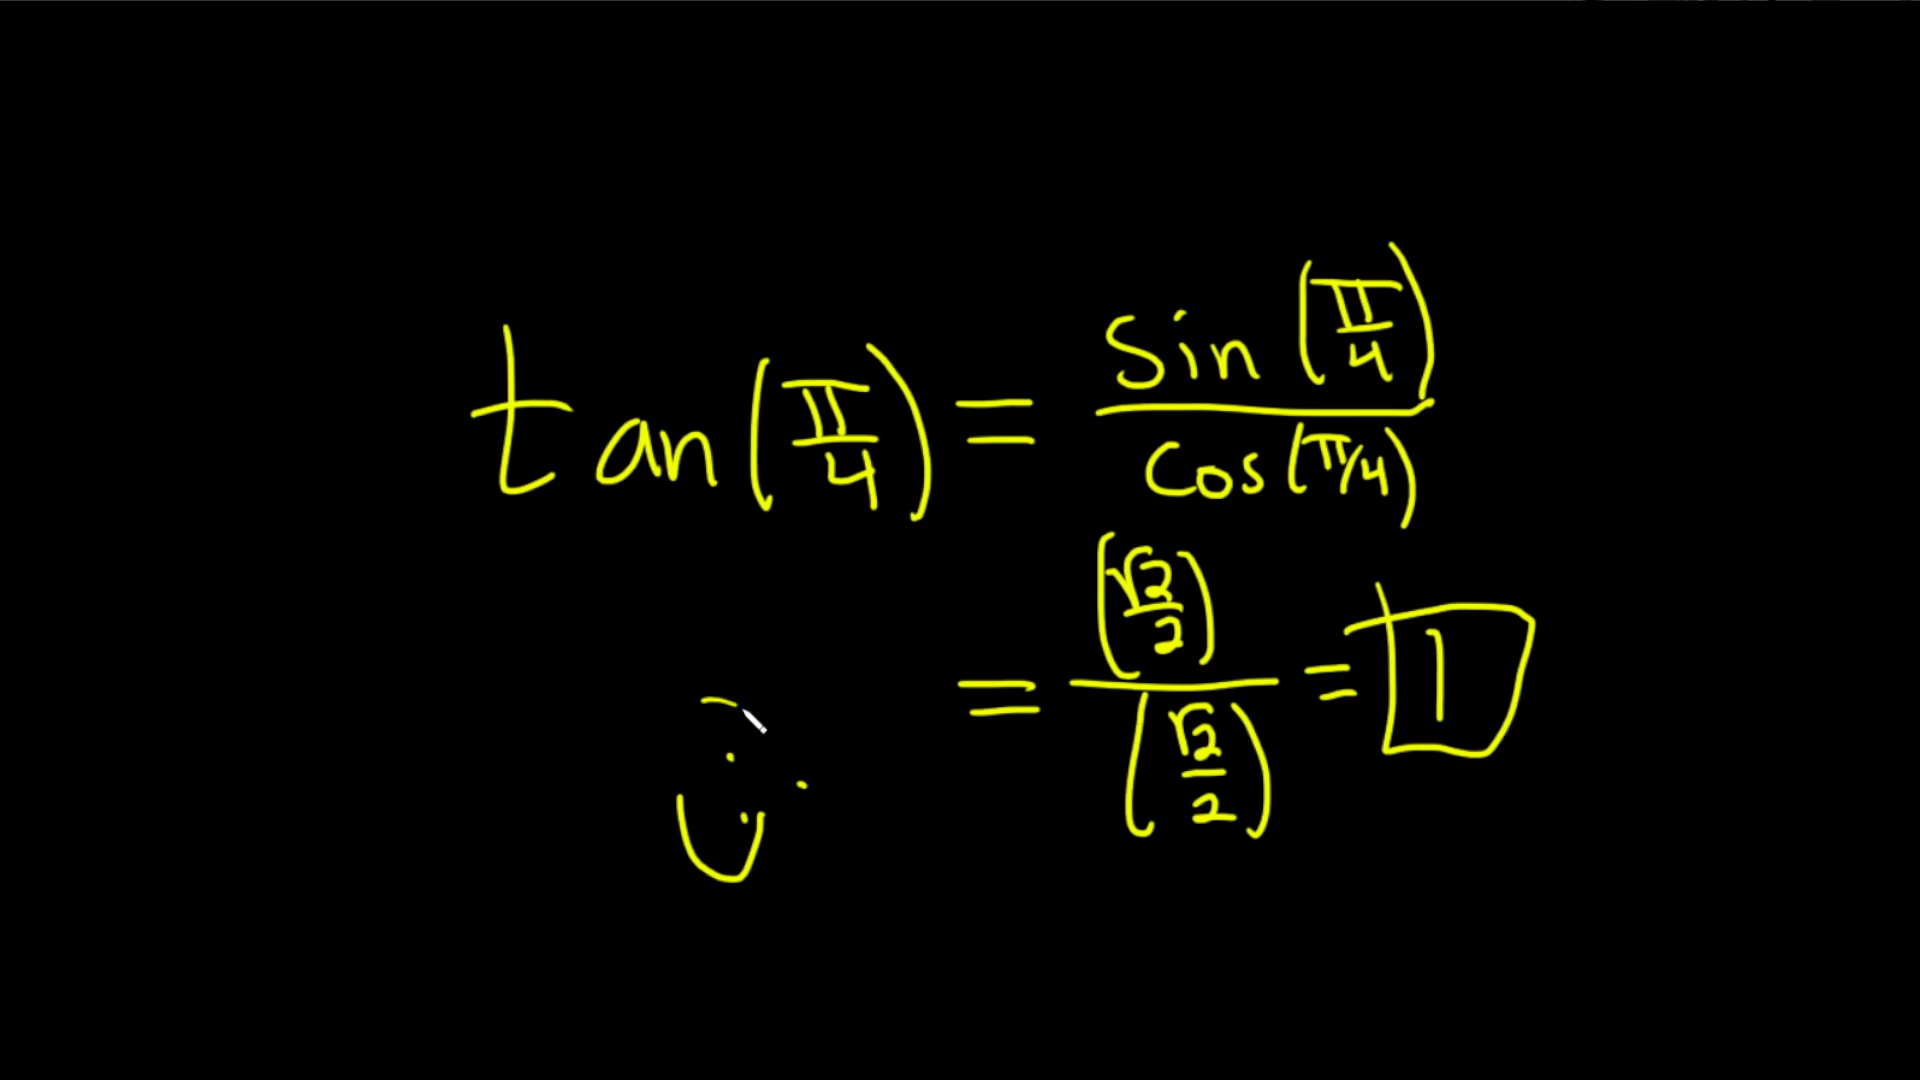 tan(π/4) = sin(π/4)/cos(π/4)
= (√2/2)/(√2/2) = 1